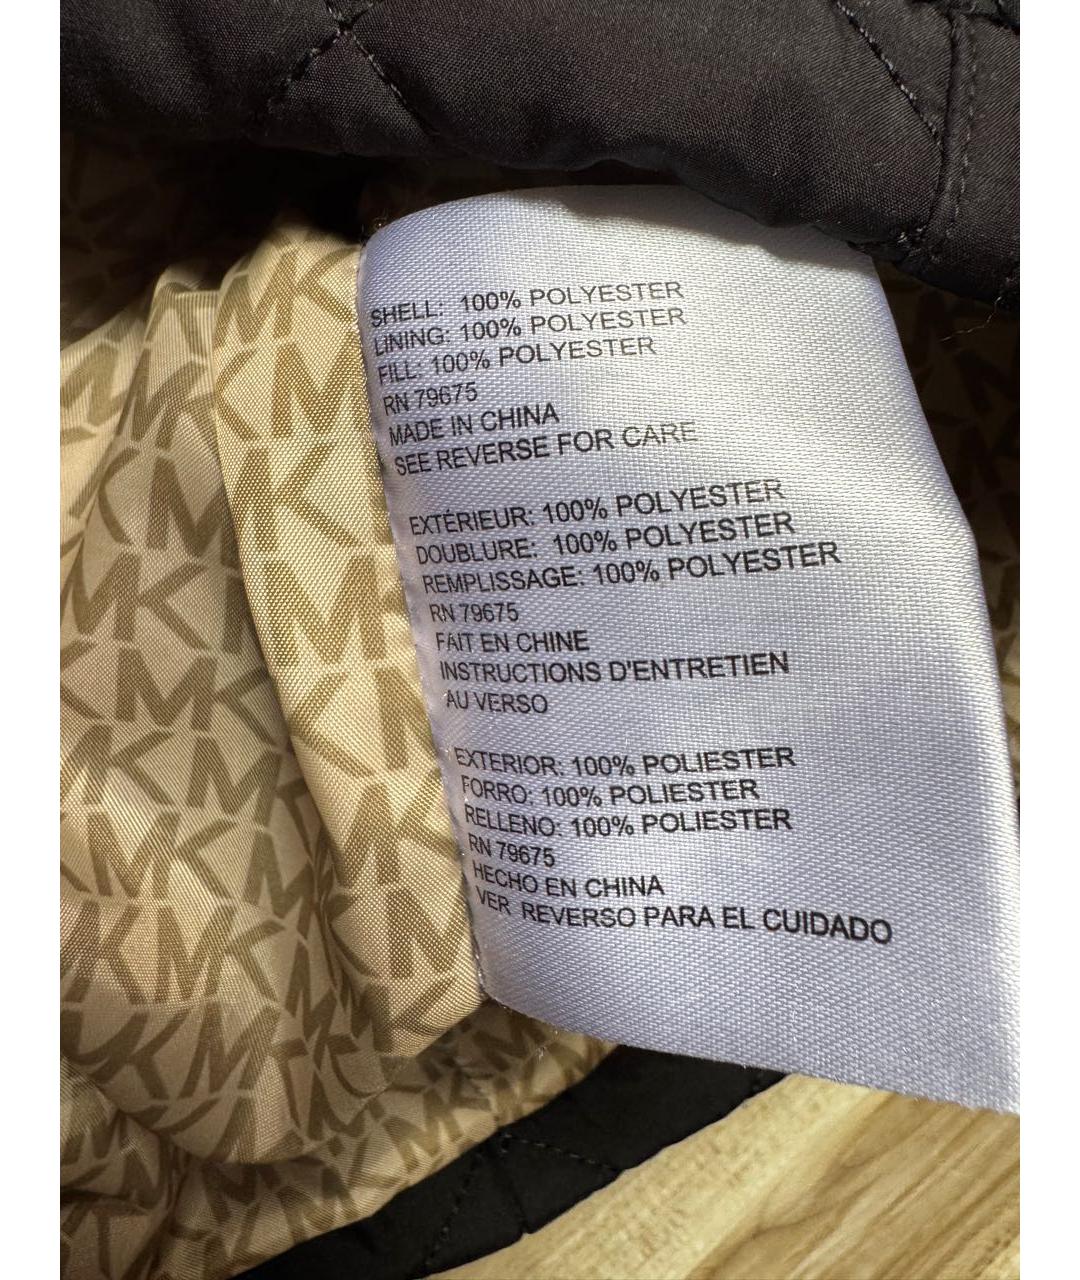 SHELL: 100% POLYESTER
LINING: 100% POLYESTER
FILL: 100% POLYESTER
RN 79675
MADE IN CHINA
SEE REVERSE FOR CARE
EXTÉRIEUR: 100% POLYESTER
DOUBLURE: 100% POLYESTER
REMPLISSAGE: 100% POLYESTER
RN 79675
FAIT EN CHINE
INSTRUCTIONS D'ENTRETIEN
AU VERSO
EXTERIOR: 100% POLIESTER
FORRO: 100% POLIESTER
RELLENO: 100% POLIESTER
RN 79675
HECHO EN CHINA
VER REVERSO PARA EL CUIDADO